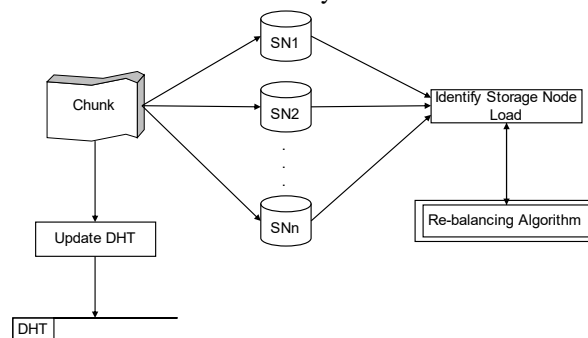 SN1
Chunk
SN2
Identify Storage Node
Load
.
.
.
SNn
Re-balancing Algorithm
Update DHT
DHT